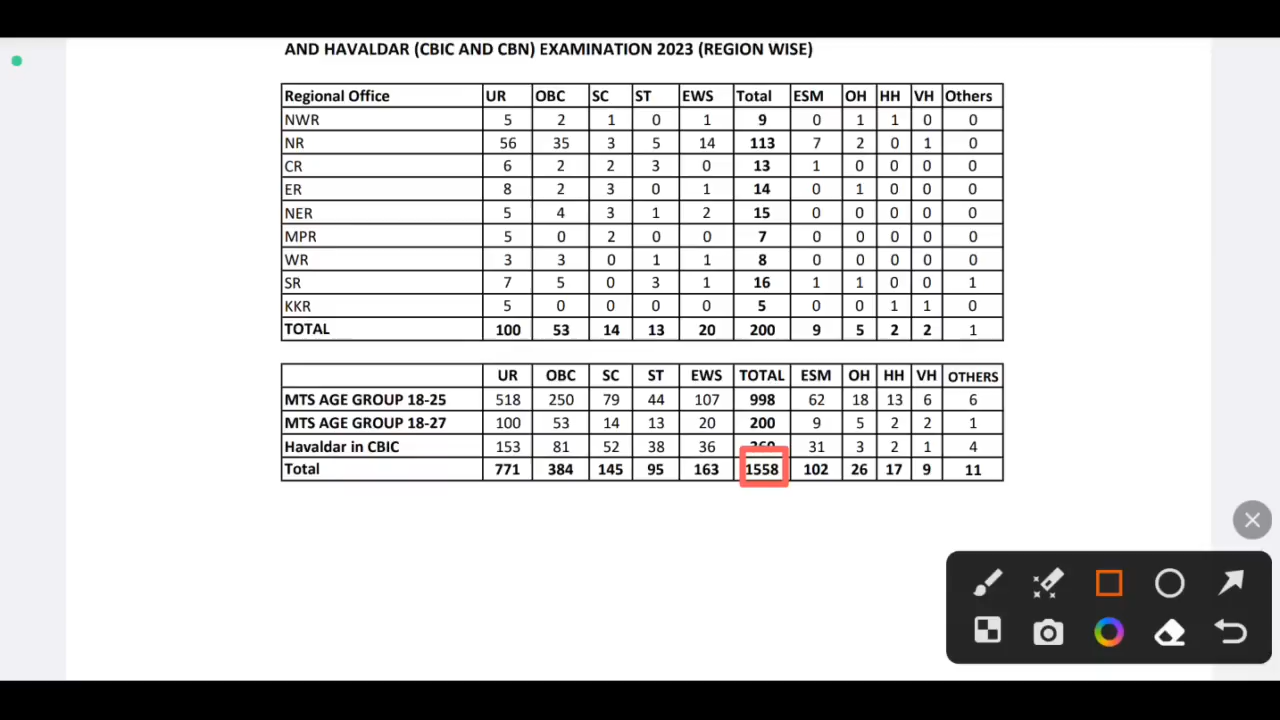 AND HAVALDAR (CBIC AND CBN) EXAMINATION 2023 (REGION WISE)
Regional Office UR OBC SC ST EWS Total ESM OH HH VH Others
NWR 5 2 1 0 1 9 0 1 1 0 0
NR 56 35 3 5 14 113 7 2 0 1 0
CR 6 2 2 3 0 13 1 0 0 0 0
ER 8 2 3 0 1 14 0 1 0 0 0
NER 5 4 3 1 2 15 0 0 0 0 0
MPR 5 0 2 0 0 7 0 0 0 0 0
WR 3 3 0 1 1 8 0 0 0 0 0
SR 7 5 0 3 1 16 1 1 0 0 1
KKR 5 0 0 0 0 5 0 0 1 1 0
TOTAL 100 53 14 13 20 200 9 5 2 2 1
UR OBC SC ST EWS TOTAL ESM OH HH VH OTHERS
MTS AGE GROUP 18-25 518 250 79 44 107 998 62 18 13 6 6
MTS AGE GROUP 18-27 100 53 14 13 20 200 9 5 2 2 1
Havaldar in CBIC 153 81 52 38 36 360 31 3 2 1 4
Total 771 384 145 95 163 1558 102 26 17 9 11